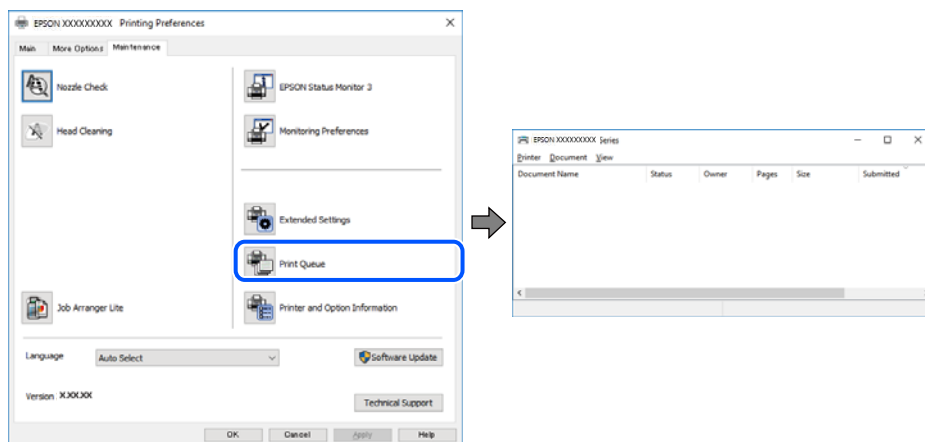 EPSON XXXXXXXXX Printing Preferences
Main More Options Maintenance
Nozzle Check
Head Cleaning
Job Arranger Lite
EPSON Status Monitor 3
Monitoring Preferences
Extended Settings
Print Queue
Printer and Option Information
Language Auto Select Software Update
Version X.XX.XX
Technical Support
OK Cancel Apply Help
EPSON XXXXXXXXX Series
Printer Document View
Document Name Status Owner Pages Size Submitted